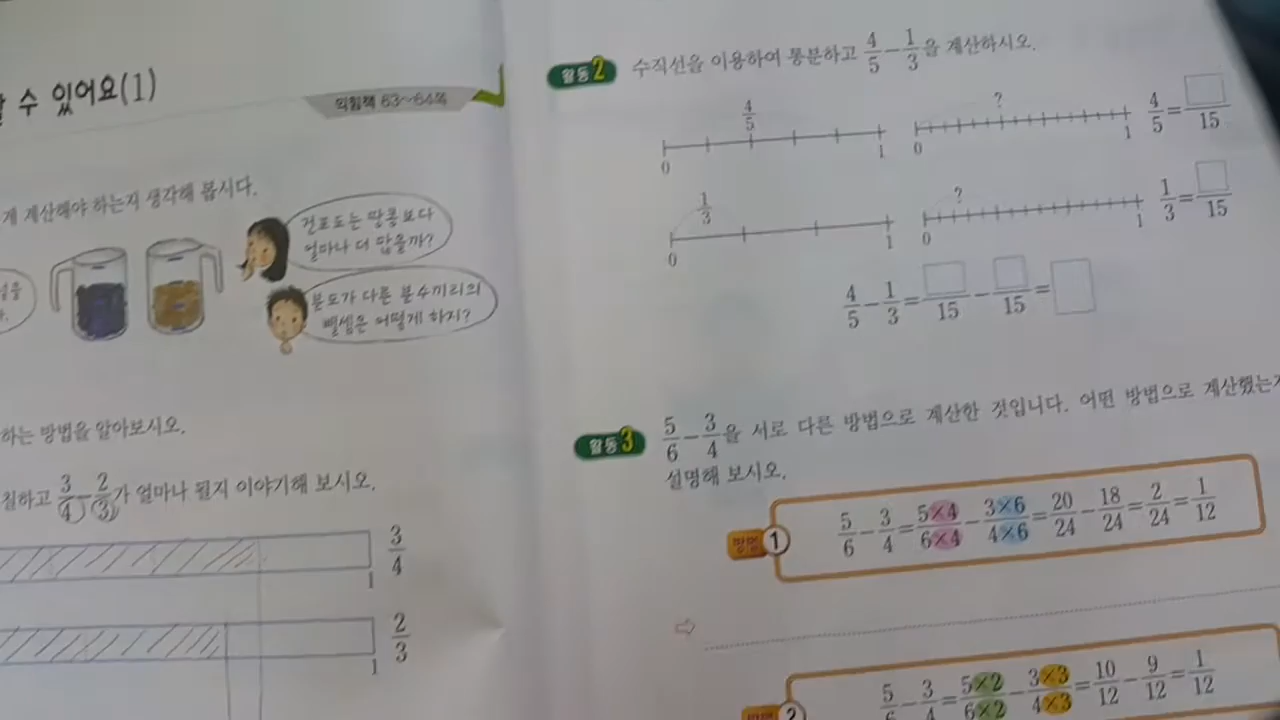 수 있어요(1)
익힘책 63~64쪽
게 계산해야 하는지 생각해 봅시다.
건포도는 땅콩보다
얼마나 더 많을까?
분모가 다른 분수끼리의
뺄셈은 어떻게 하지?
하는 방법을 알아보시오.
칠하고 3/4-2/3가 얼마나 될지 이야기해 보시오.
3/4
1
2/3
1
활동2 수직선을 이용하여 통분하고 4/5-1/3을 계산하시오.
4/5
0 1
?
0 1
4/5=□/15
1/3
0 1
?
0 1
1/3=□/15
4/5-1/3=□/15-□/15=□
활동3 5/6-3/4을 서로 다른 방법으로 계산한 것입니다. 어떤 방법으로 계산했는지
설명해 보시오.
방법 1 5/6-3/4=5×4/6×4-3×6/4×6=20/24-18/24=2/24=1/12
⇨
방법 2 5/6-3/4=5×2/6×2-3×3/4×3=10/12-9/12=1/12